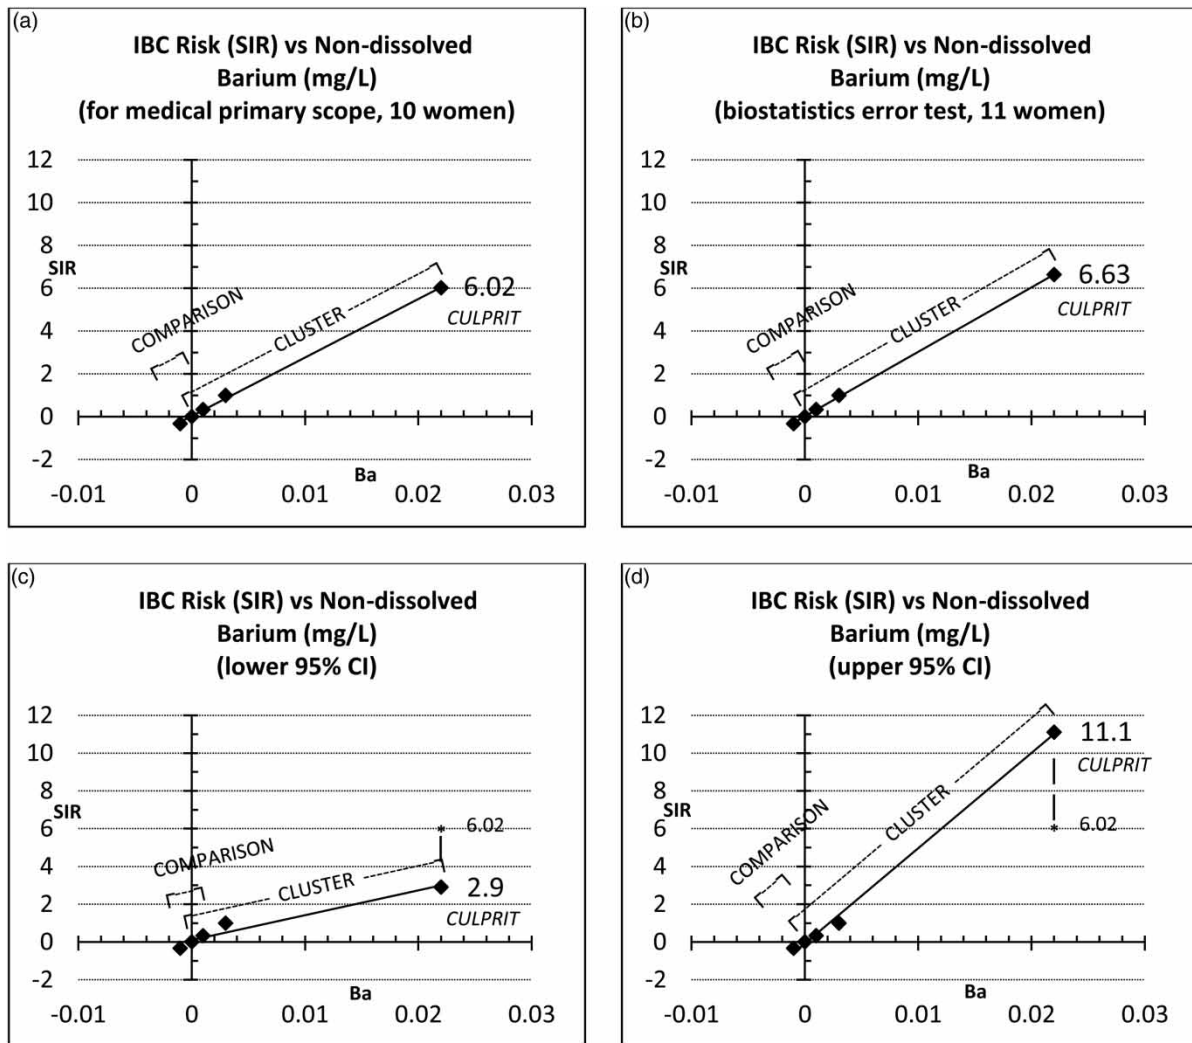 (a)
IBC Risk (SIR) vs Non-dissolved
Barium (mg/L)
(for medical primary scope, 10 women)
12
10
8
SIR
6
4
2
0
-2
COMPARISON
CLUSTER
6.02
CULPRIT
Ba
-0.01 0 0.01 0.02 0.03
(b)
IBC Risk (SIR) vs Non-dissolved
Barium (mg/L)
(biostatistics error test, 11 women)
12
10
8
SIR
6
4
2
0
-2
COMPARISON
CLUSTER
6.63
CULPRIT
Ba
-0.01 0 0.01 0.02 0.03
(c)
IBC Risk (SIR) vs Non-dissolved
Barium (mg/L)
(lower 95% CI)
12
10
8
SIR
6
4
2
0
-2
COMPARISON
CLUSTER
* 6.02
2.9
CULPRIT
Ba
-0.01 0 0.01 0.02 0.03
(d)
IBC Risk (SIR) vs Non-dissolved
Barium (mg/L)
(upper 95% CI)
12
10
8
SIR
6
4
2
0
-2
COMPARISON
CLUSTER
11.1
CULPRIT
* 6.02
Ba
-0.01 0 0.01 0.02 0.03